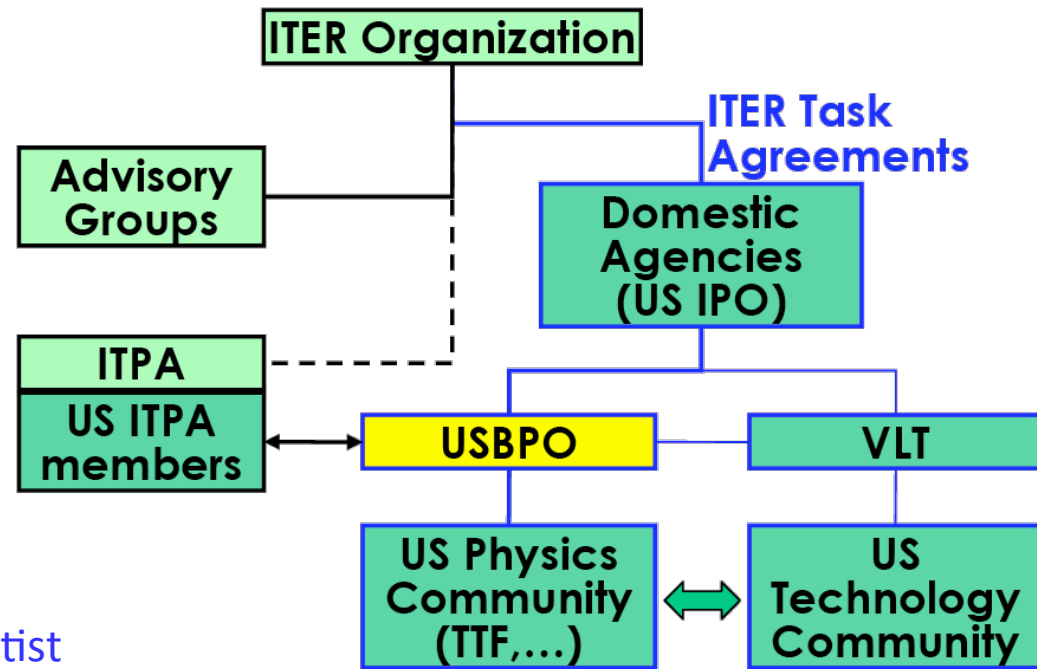 ITER Organization
ITER Task
Agreements
Advisory
Groups
Domestic
Agencies
(US IPO)
ITPA
US ITPA
members
USBPO
VLT
US Physics
Community
(TTF,...)
US
Technology
Community
tist